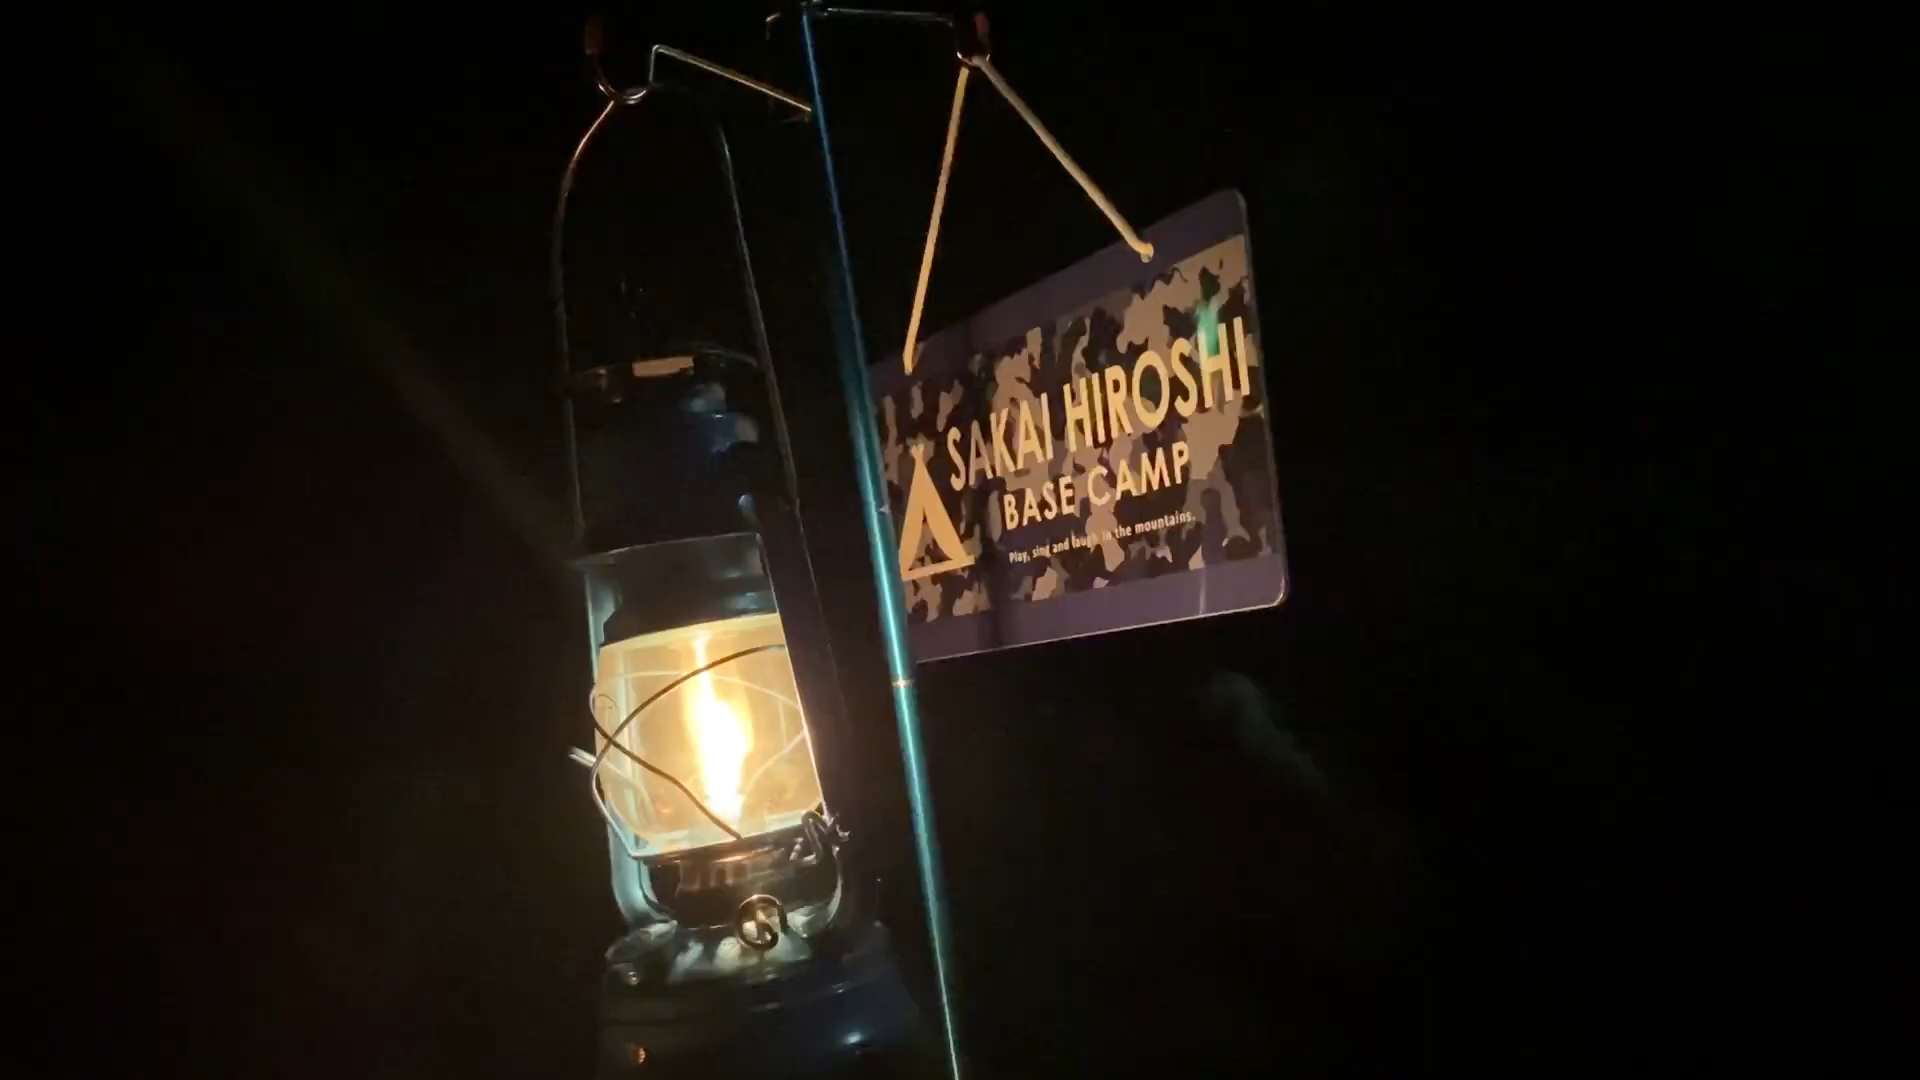 SAKAI HIROSHI
BASE CAMP
Play, sing and laugh in the mountains.